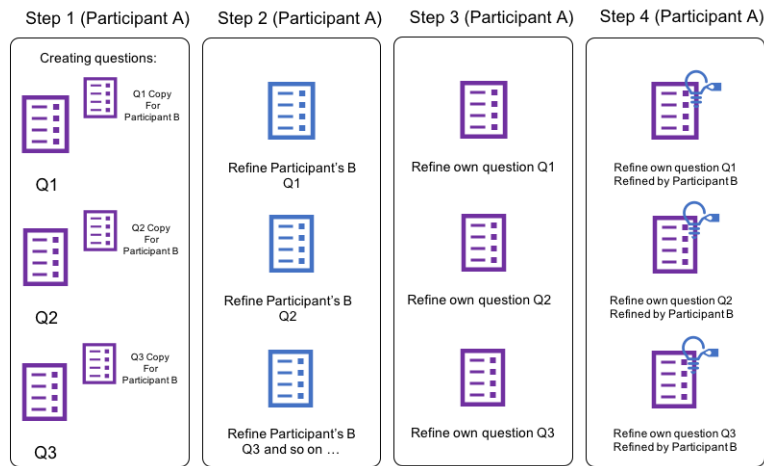 Step 1 (Participant A)
Creating questions:
Q1 Copy
For
Participant B
Q1
Q2 Copy
For
Participant B
Q2
Q3 Copy
For
Participant B
Q3
Step 2 (Participant A)
Refine Participant's B
Q1
Refine Participant's B
Q2
Refine Participant's B
Q3 and so on ...
Step 3 (Participant A)
Refine own question Q1
Refine own question Q2
Refine own question Q3
Step 4 (Participant A)
Refine own question Q1
Refined by Participant B
Refine own question Q2
Refined by Participant B
Refine own question Q3
Refined by Participant B